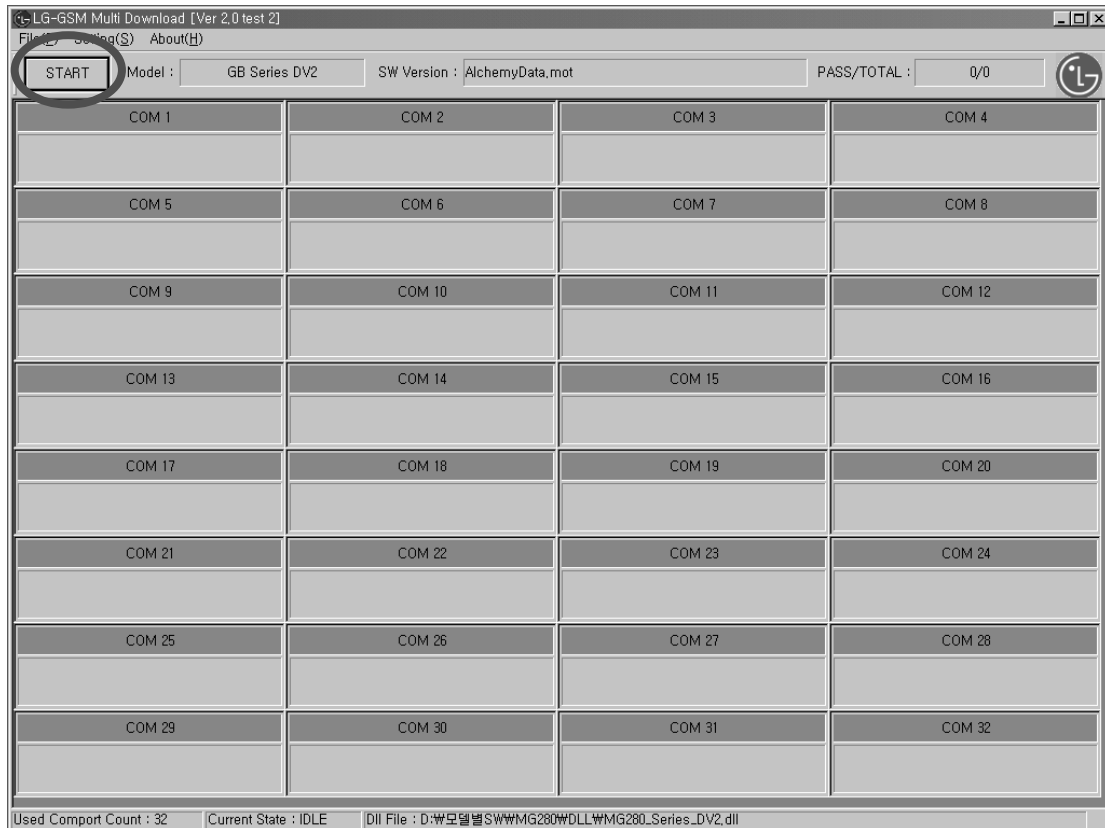 LG-GSM Multi Download [Ver 2,0 test 2]
Setting(S) About(H)
START Model : GB Series DV2 SW Version : AlchemyData,mot PASS/TOTAL : 0/0 LG
COM 1 COM 2 COM 3 COM 4
COM 5 COM 6 COM 7 COM 8
COM 9 COM 10 COM 11 COM 12
COM 13 COM 14 COM 15 COM 16
COM 17 COM 18 COM 19 COM 20
COM 21 COM 22 COM 23 COM 24
COM 25 COM 26 COM 27 COM 28
COM 29 COM 30 COM 31 COM 32
Used Comport Count : 32 Current State : IDLE Dll File : D:₩모델별SW₩MG280₩DLL₩MG280_Series_DV2,dll